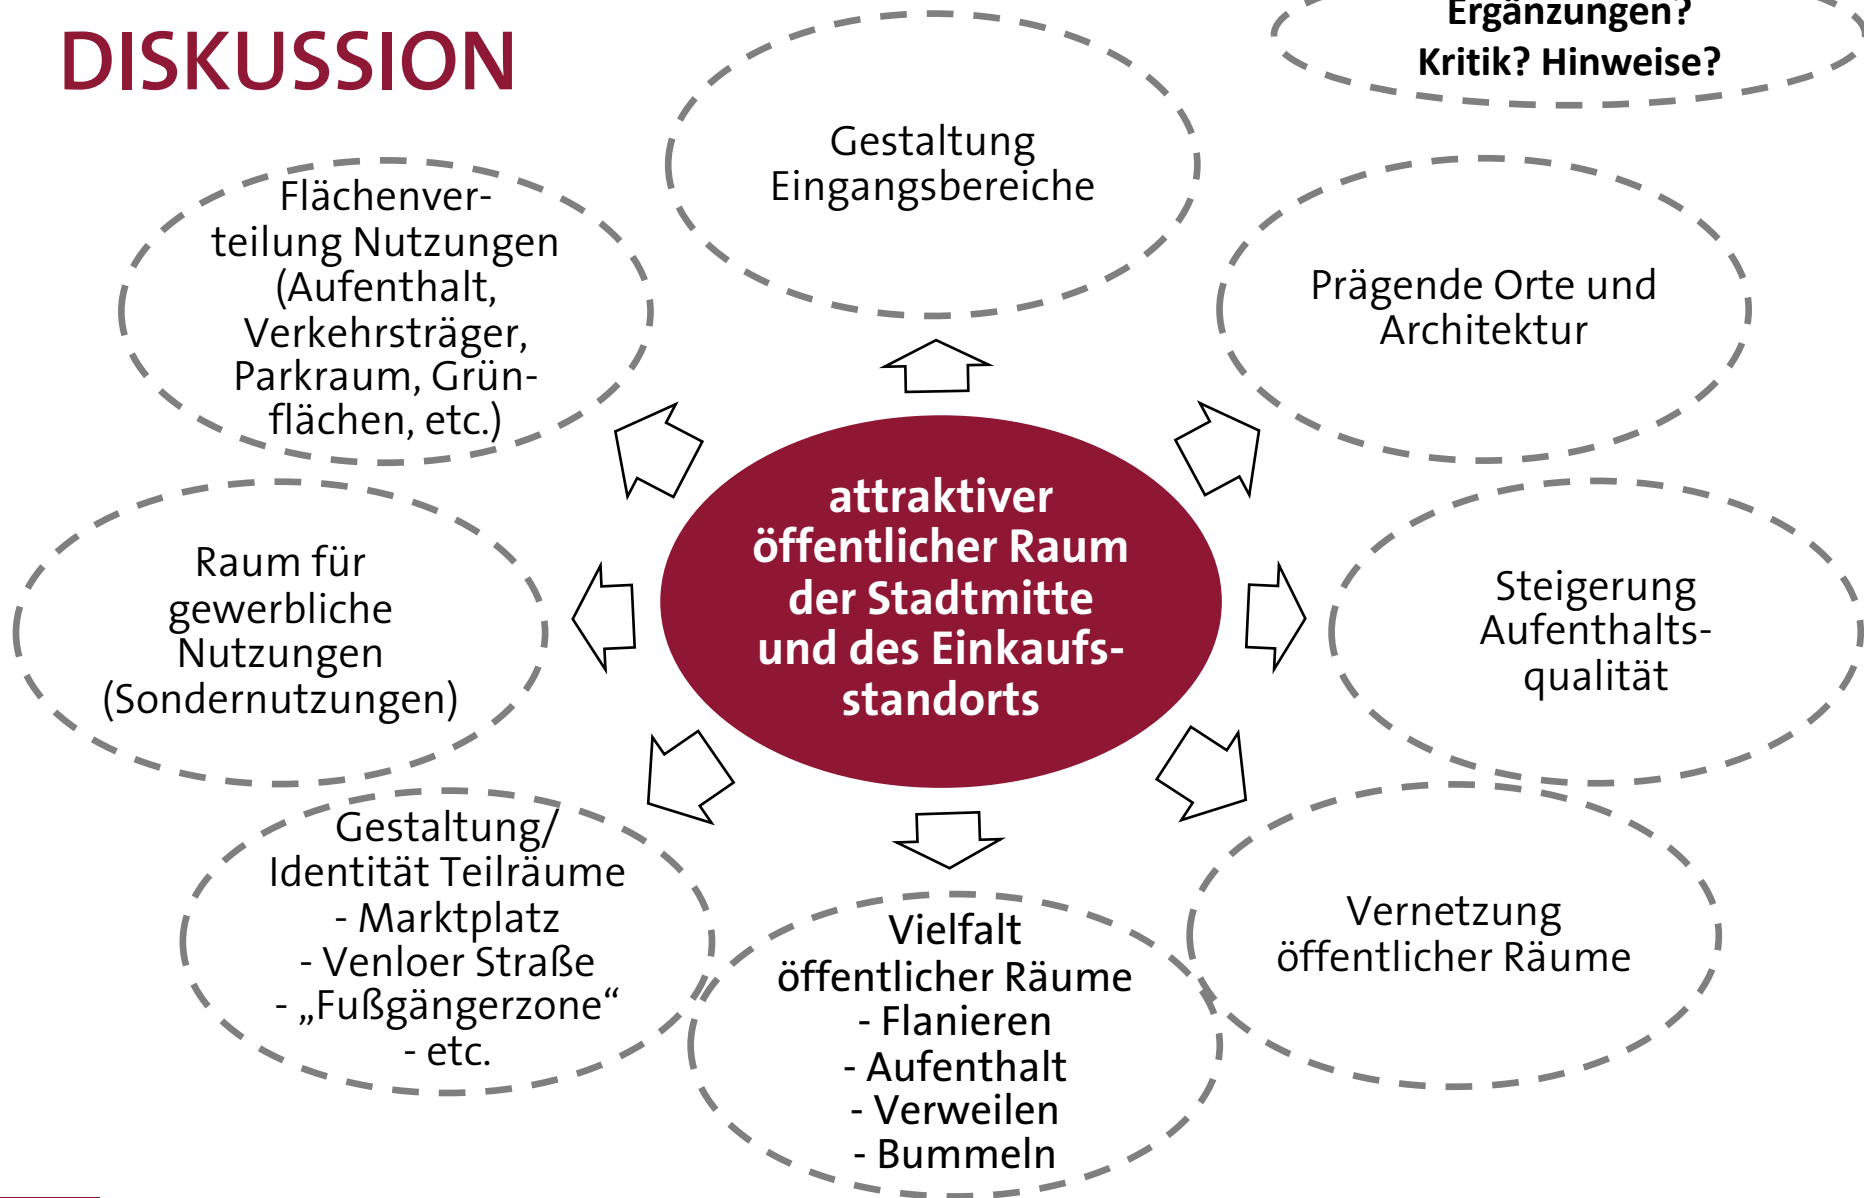 DISKUSSION
Ergänzungen?
Kritik? Hinweise?
Gestaltung
Eingangsbereiche
Flächenver-
teilung Nutzungen
(Aufenthalt,
Verkehrsträger,
Parkraum, Grün-
flächen, etc.)
Prägende Orte und
Architektur
attraktiver
öffentlicher Raum
der Stadtmitte
und des Einkaufs-
standorts
Raum für
gewerbliche
Nutzungen
(Sondernutzungen)
Steigerung
Aufenthalts-
qualität
Gestaltung/
Identität Teilräume
- Marktplatz
- Venloer Straße
- „Fußgängerzone“
- etc.
Vielfalt
öffentlicher Räume
- Flanieren
- Aufenthalt
- Verweilen
- Bummeln
Vernetzung
öffentlicher Räume